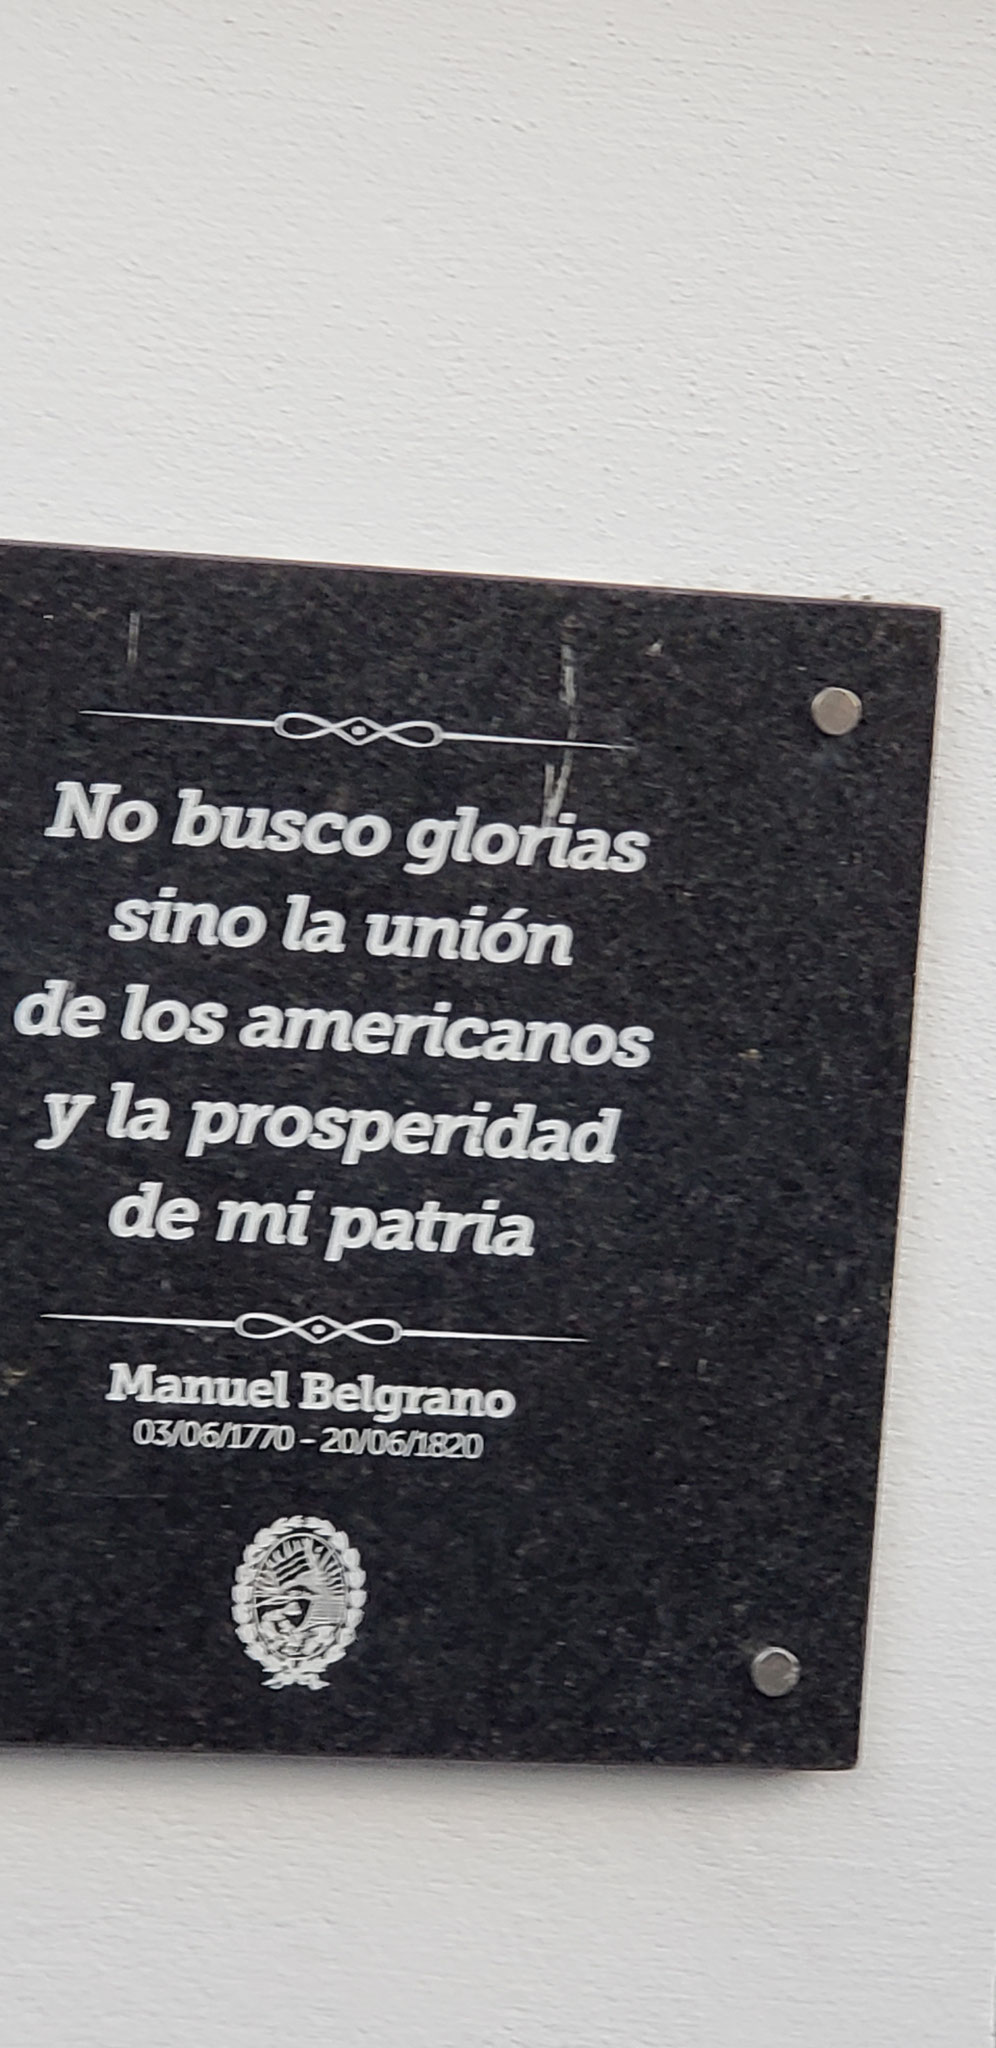 No busco glorias
sino la unión
de los americanos
y la prosperidad
de mi patria
Manuel Belgrano
03/06/1770 - 20/06/1820